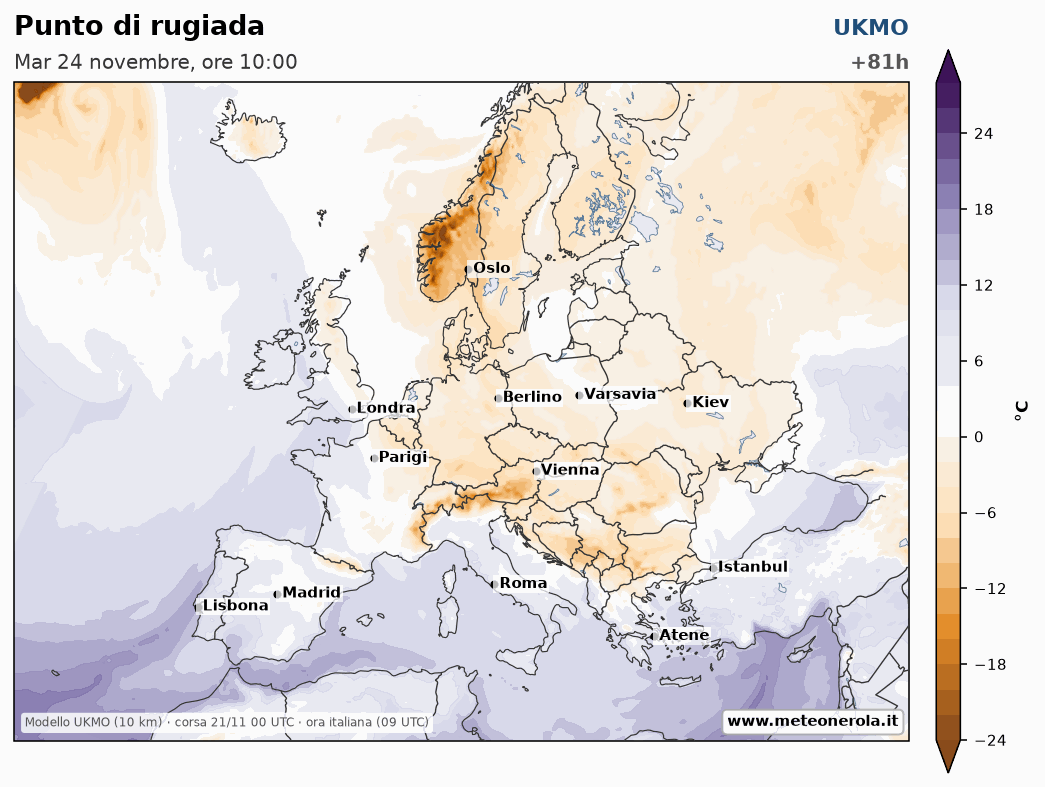 Punto di rugiada
UKMO
Mar 24 novembre, ore 10:00
+81h
Oslo
Berlino
Varsavia
Kiev
Londra
Parigi
Vienna
Istanbul
Roma
Madrid
Lisbona
Atene
Modello UKMO (10 km) · corsa 21/11 00 UTC · ora italiana (09 UTC)
www.meteonerola.it
24
18
12
6
0
−6
−12
−18
−24
°C